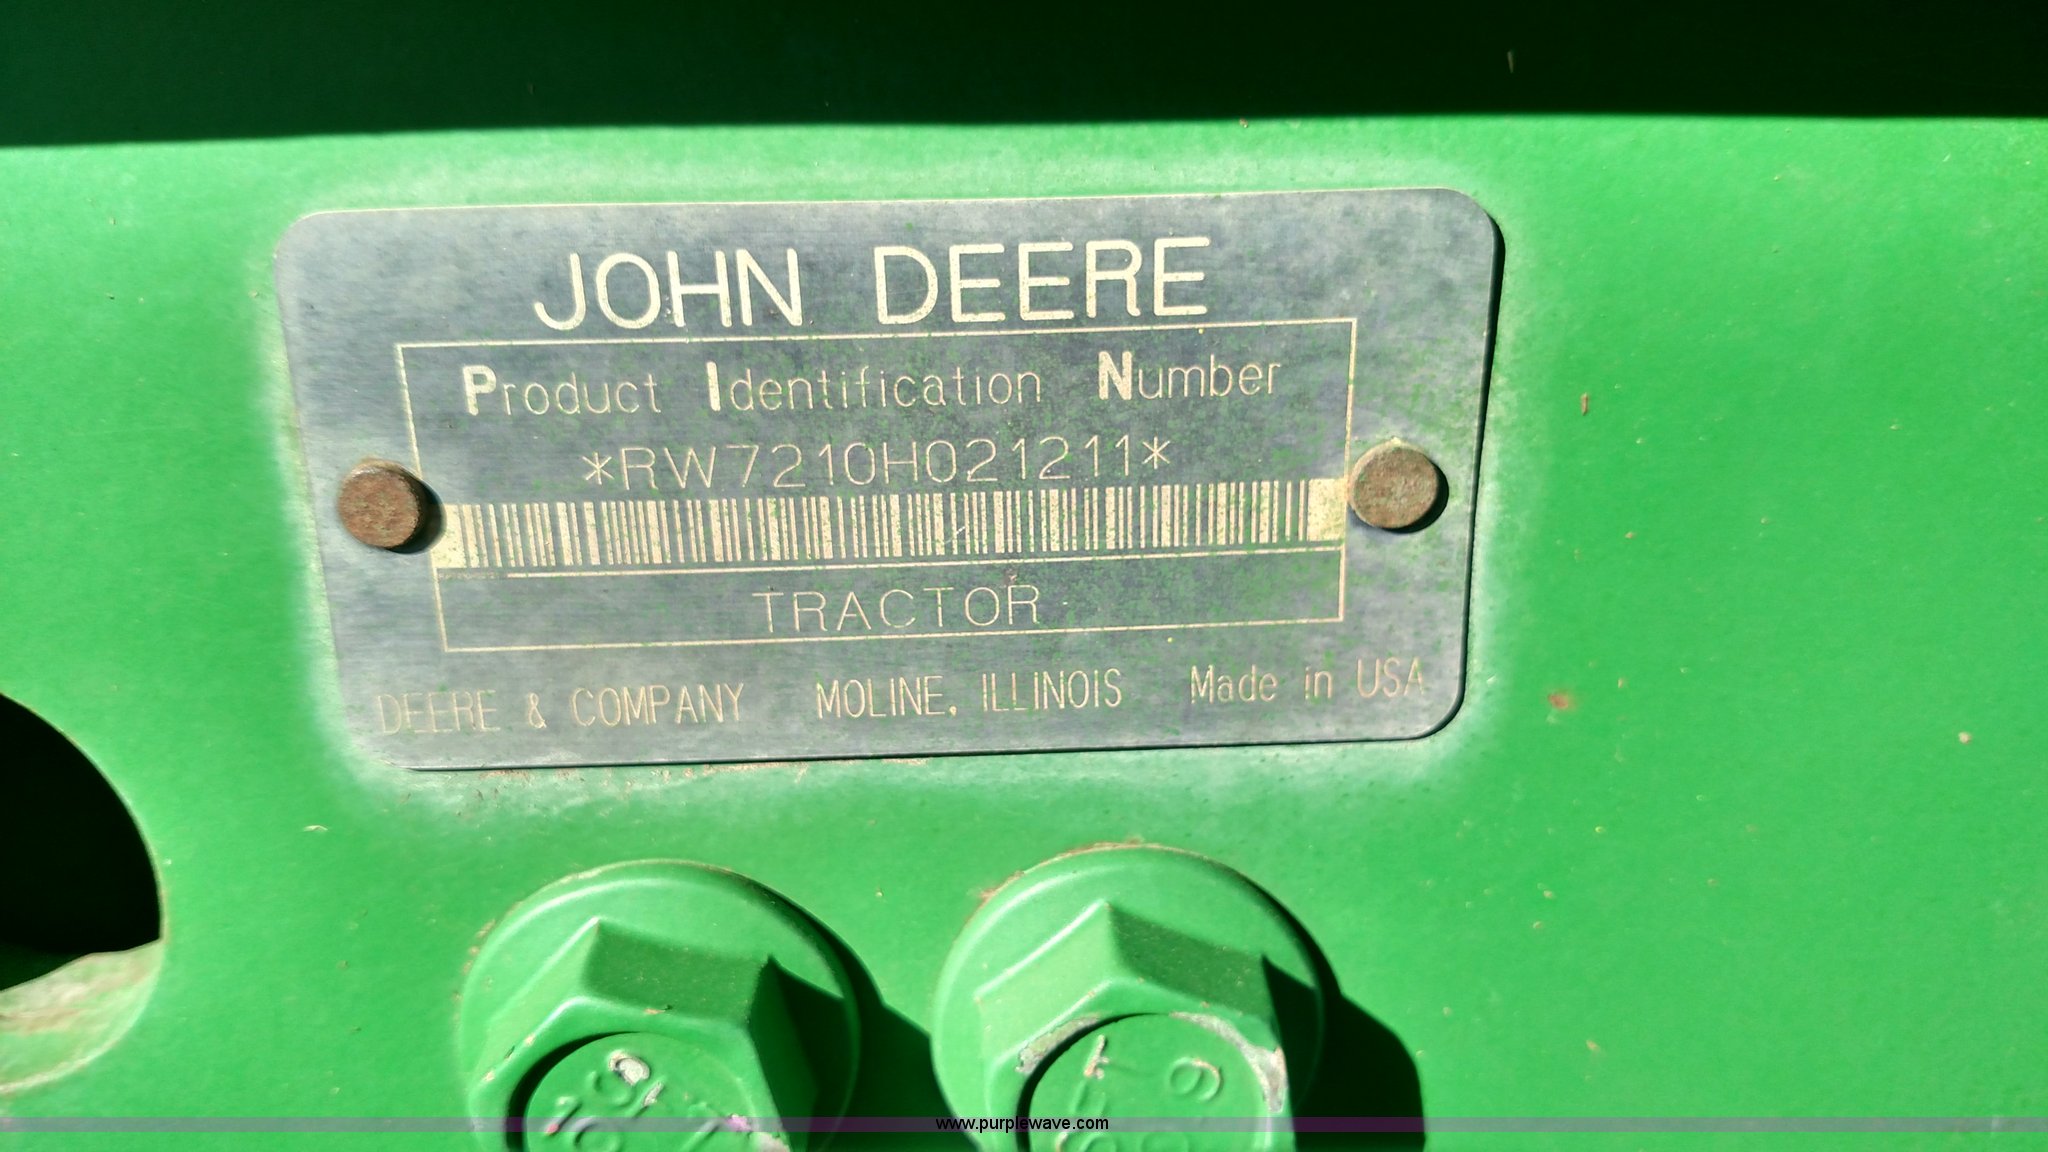 JOHN DEERE
Product Identification Number
*RW7210H021211*
TRACTOR
DEERE & COMPANY MOLINE, ILLINOIS Made in USA
www.purplewave.com